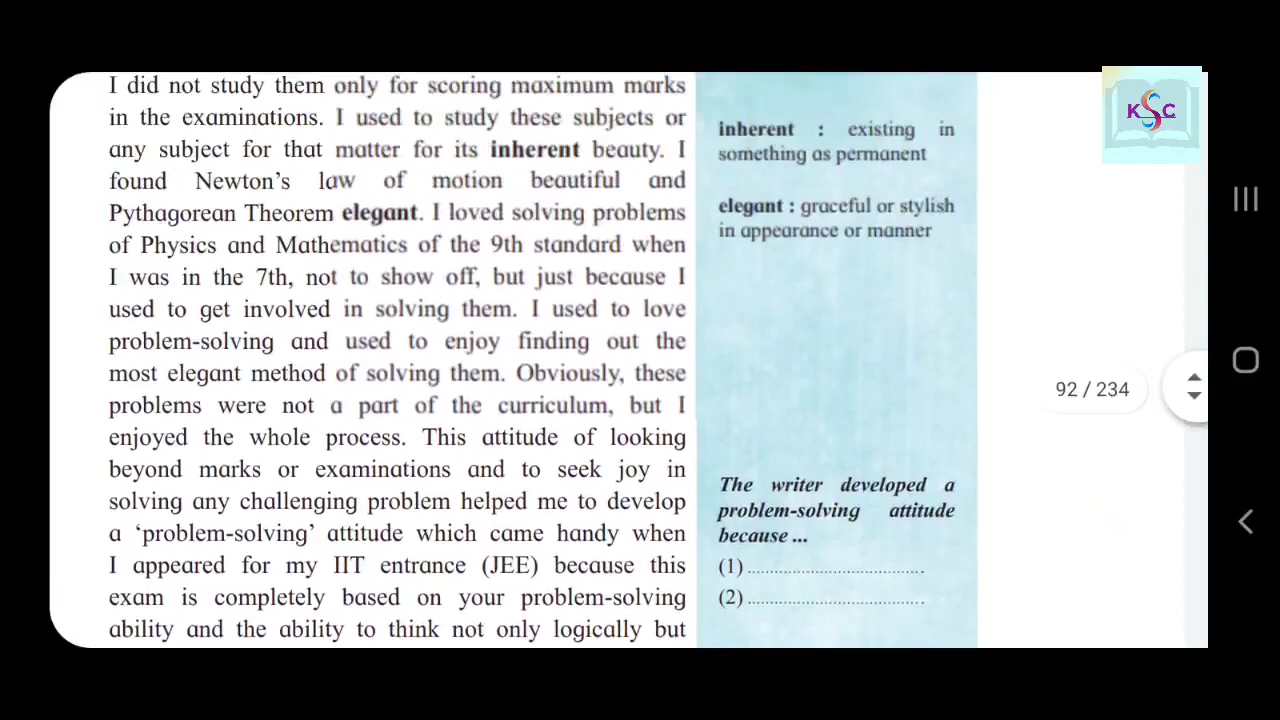 I did not study them only for scoring maximum marks
in the examinations. I used to study these subjects or
any subject for that matter for its inherent beauty. I
found Newton's law of motion beautiful and
Pythagorean Theorem elegant. I loved solving problems
of Physics and Mathematics of the 9th standard when
I was in the 7th, not to show off, but just because I
used to get involved in solving them. I used to love
problem-solving and used to enjoy finding out the
most elegant method of solving them. Obviously, these
problems were not a part of the curriculum, but I
enjoyed the whole process. This attitude of looking
beyond marks or examinations and to seek joy in
solving any challenging problem helped me to develop
a ‘problem-solving’ attitude which came handy when
I appeared for my IIT entrance (JEE) because this
exam is completely based on your problem-solving
ability and the ability to think not only logically but
inherent : existing in
something as permanent
elegant : graceful or stylish
in appearance or manner
The writer developed a
problem-solving attitude
because ...
(1) ........................................
(2) ........................................
KSC
92 / 234